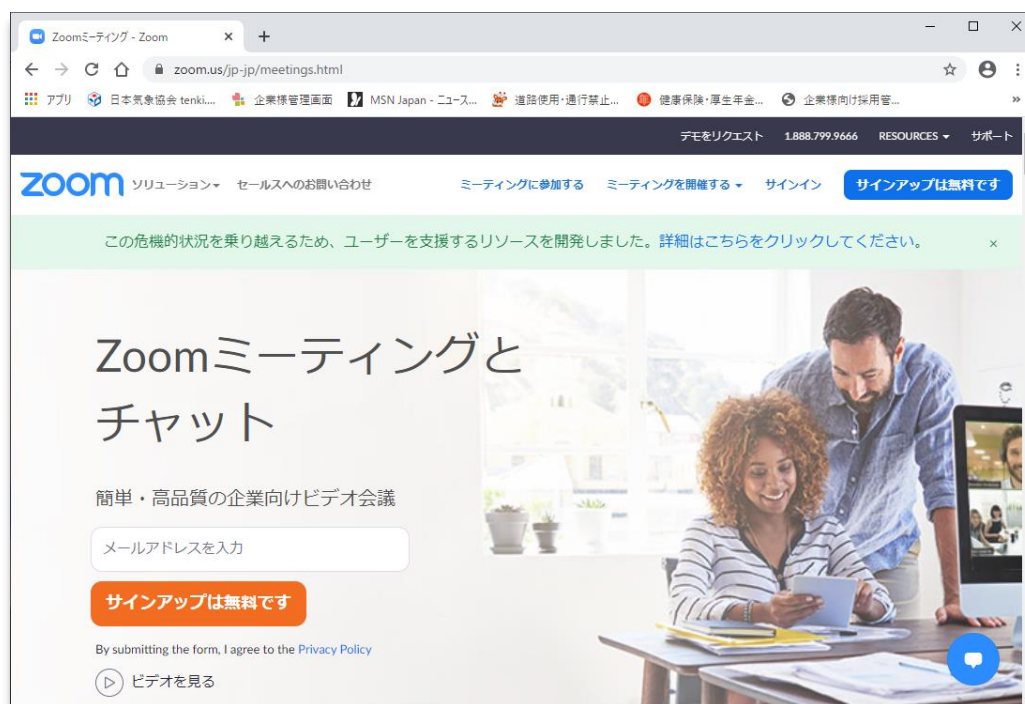 Zoomミーティング - Zoom
zoom.us/jp-jp/meetings.html
アプリ 日本気象協会 tenki.... 企業様管理画面 MSN Japan - ニュース... 道路使用・通行禁止... 健康保険・厚生年金... 企業様向け採用管...
デモをリクエスト 1.888.799.9666 RESOURCES サポート
zoom ソリューション セールスへのお問い合わせ ミーティングに参加する ミーティングを開催する サインイン サインアップは無料です
この危機的状況を乗り越えるため、ユーザーを支援するリソースを開発しました。詳細はこちらをクリックしてください。
Zoomミーティングと
チャット
簡単・高品質の企業向けビデオ会議
メールアドレスを入力
サインアップは無料です
By submitting the form, I agree to the Privacy Policy
ビデオを見る